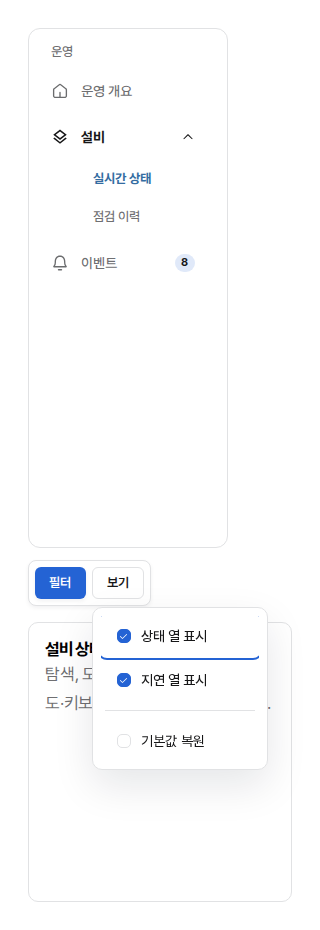 운영
운영 개요
설비
실시간 상태
점검 이력
이벤트 8
필터 보기
상태 열 표시
지연 열 표시
기본값 복원
설비
탐색,
도·키보